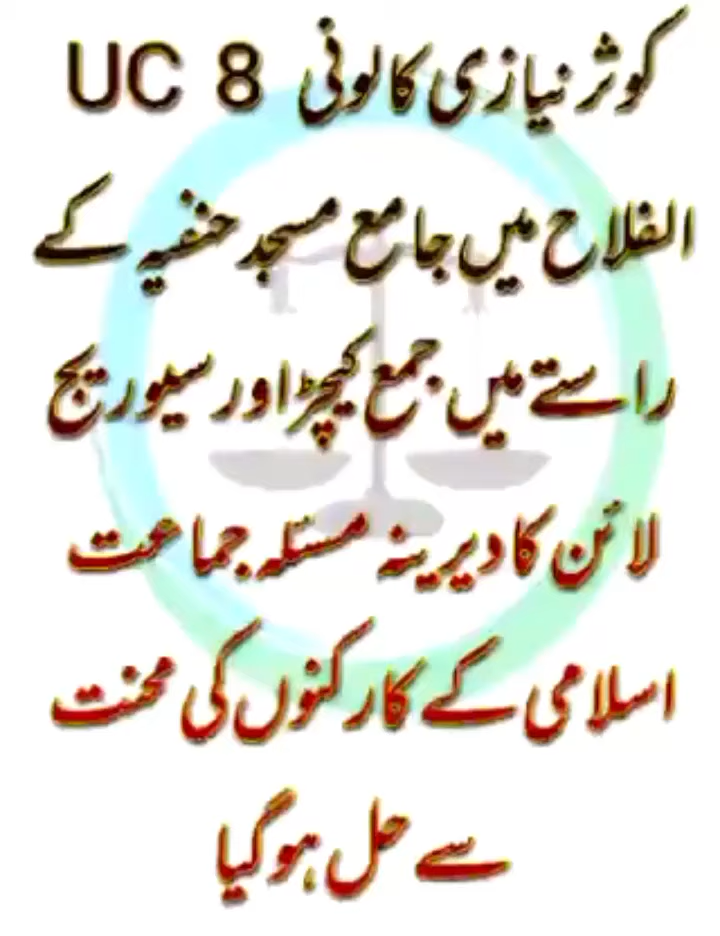 کوثر نیازی کالونی UC 8
الفلاح میں جامع مسجد حنفیہ کے
راستے میں جمع کیچڑ اور سیوریج
لائن کا دیرینہ مسئلہ جماعت
اسلامی کے کارکنوں کی محنت
سے حل ہوگیا